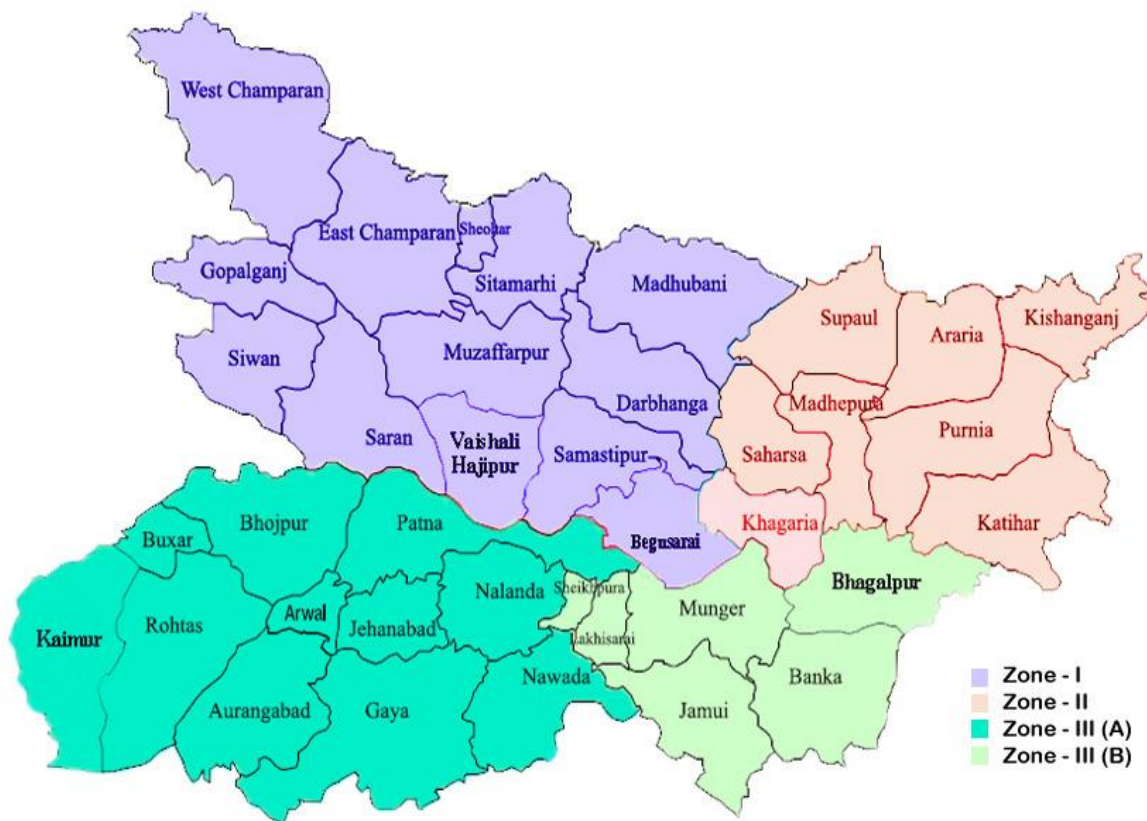 West Champaran
East Champaran
Sheohar
Sitamarhi
Gopalganj
Madhubani
Siwan
Muzaffarpur
Supaul
Araria
Kishanganj
Darbhanga
Madhepura
Saran
Vaishali
Hajipur
Samastipur
Saharsa
Purnia
Bhojpur
Patna
Begusarai
Khagaria
Katihar
Buxar
Kaimur
Rohtas
Arwal
Jehanabad
Nalanda
Sheikhpura
Lakhisarai
Munger
Bhagalpur
Aurangabad
Gaya
Nawada
Jamui
Banka
Zone - I
Zone - II
Zone - III (A)
Zone - III (B)